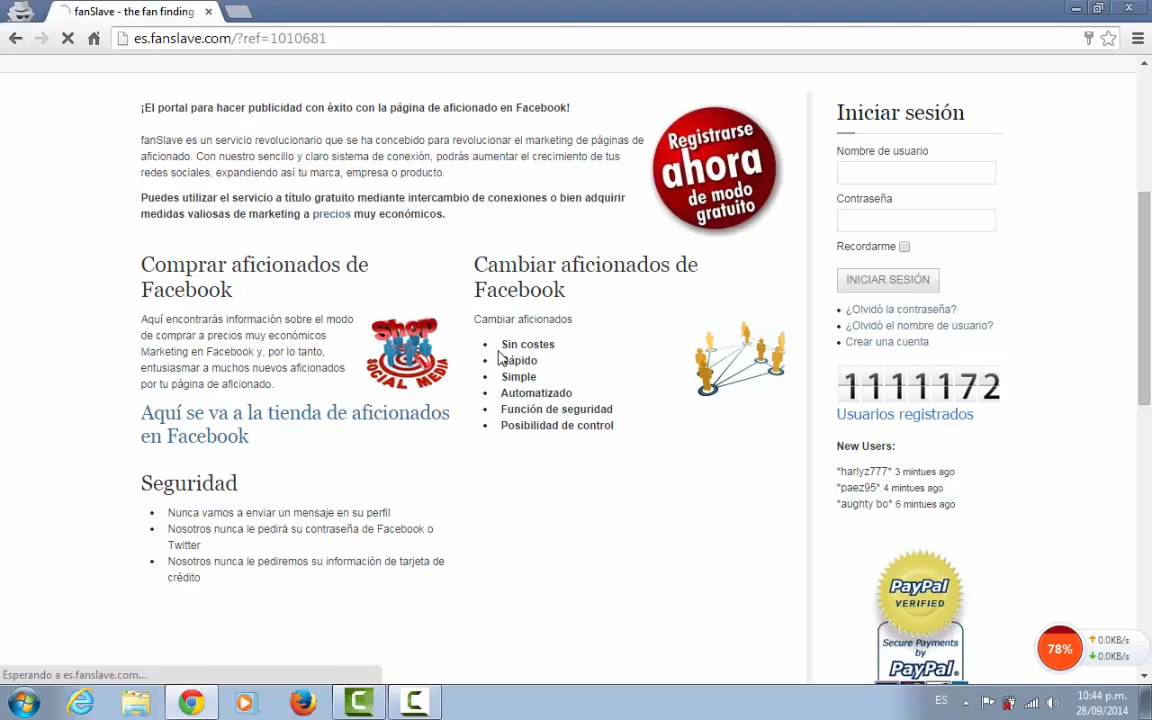 fanSlave - the fan finding
es.fanslave.com/?ref=1010681
¡El portal para hacer publicidad con éxito con la página de aficionado en Facebook!
fanSlave es un servicio revolucionario que se ha concebido para revolucionar el marketing de páginas de
aficionado. Con nuestro sencillo y claro sistema de conexión, podrás aumentar el crecimiento de tus
redes sociales, expandiendo así tu marca, empresa o producto.
Puedes utilizar el servicio a título gratuito mediante intercambio de conexiones o bien adquirir
medidas valiosas de marketing a precios muy económicos.
Registrarse
ahora
de modo
gratuito
Comprar aficionados de
Facebook
Aquí encontrarás información sobre el modo
de comprar a precios muy económicos
Marketing en Facebook y, por lo tanto,
entusiasmar a muchos nuevos aficionados
por tu página de aficionado.
Shop
SOCIAL MEDIA
Aquí se va a la tienda de aficionados
en Facebook
Cambiar aficionados de
Facebook
Cambiar aficionados
Sin costes
Rápido
Simple
Automatizado
Función de seguridad
Posibilidad de control
Seguridad
Nunca vamos a enviar un mensaje en su perfil
Nosotros nunca le pedirá su contraseña de Facebook o
Twitter
Nosotros nunca le pediremos su información de tarjeta de
crédito
Iniciar sesión
Nombre de usuario
Contraseña
Recordarme
INICIAR SESIÓN
¿Olvidó la contraseña?
¿Olvidó el nombre de usuario?
Crear una cuenta
1111172
Usuarios registrados
New Users:
*harlyz777* 3 mintues ago
*paez95* 4 mintues ago
*aughty bo* 6 mintues ago
PayPal
VERIFIED
Secure Payments
by
PayPal
78%
0.0KB/s
0.0KB/s
Esperando a es.fanslave.com...
ES
10:44 p.m.
28/09/2014